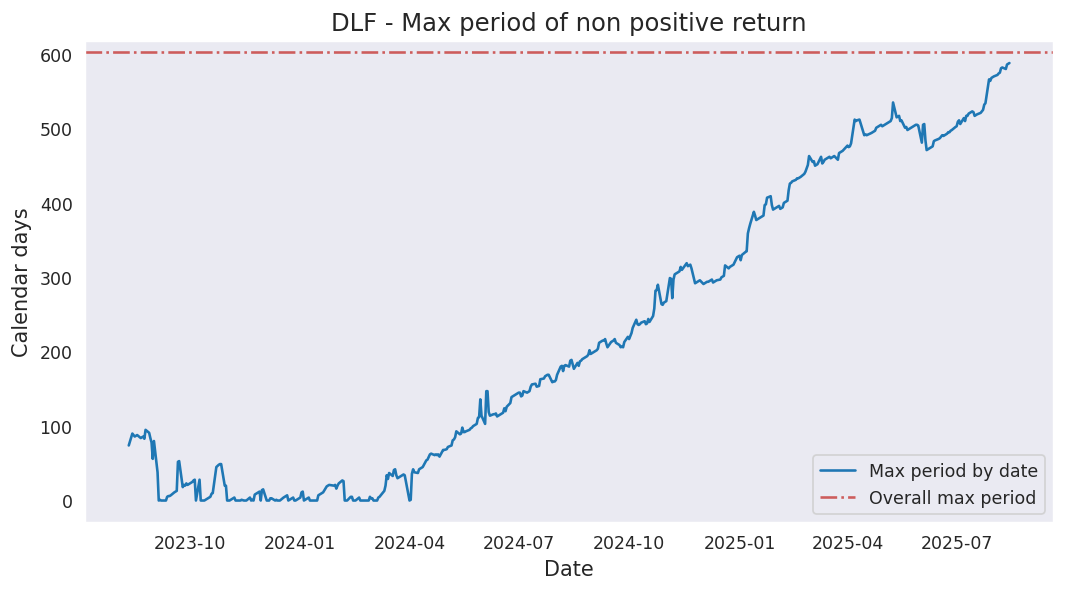 DLF - Max period of non positive return
600
500
400
300
200
100
0
Calendar days
2023-10 2024-01 2024-04 2024-07 2024-10 2025-01 2025-04 2025-07
Date
Max period by date
Overall max period